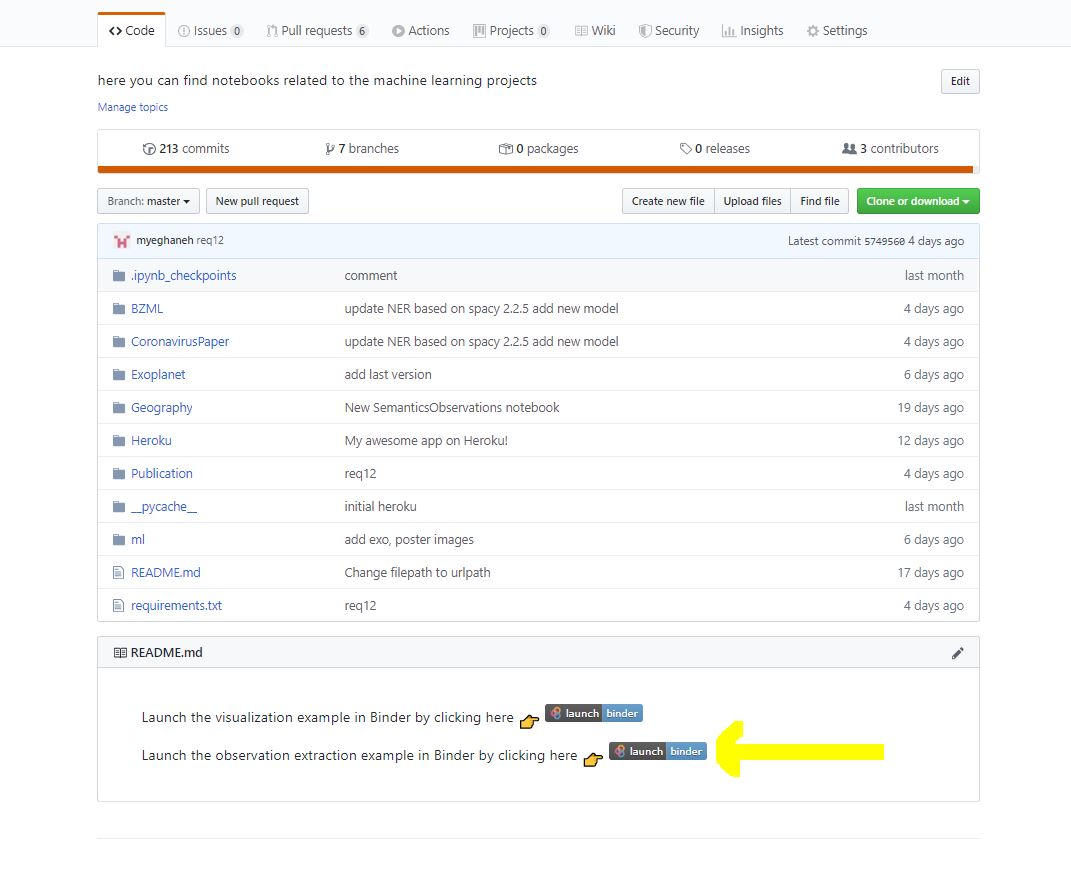 Code Issues 0 Pull requests 6 Actions Projects 0 Wiki Security Insights Settings
here you can find notebooks related to the machine learning projects Edit
Manage topics
213 commits 7 branches 0 packages 0 releases 3 contributors
Branch: master New pull request Create new file Upload files Find file Clone or download
myeghaneh req12 Latest commit 5749560 4 days ago
.ipynb_checkpoints comment last month
BZML update NER based on spacy 2.2.5 add new model 4 days ago
CoronavirusPaper update NER based on spacy 2.2.5 add new model 4 days ago
Exoplanet add last version 6 days ago
Geography New SemanticsObservations notebook 19 days ago
Heroku My awesome app on Heroku! 12 days ago
Publication req12 4 days ago
__pycache__ initial heroku last month
ml add exo, poster images 6 days ago
README.md Change filepath to urlpath 17 days ago
requirements.txt req12 4 days ago
README.md
Launch the visualization example in Binder by clicking here 👉 launch binder
Launch the observation extraction example in Binder by clicking here 👉 launch binder